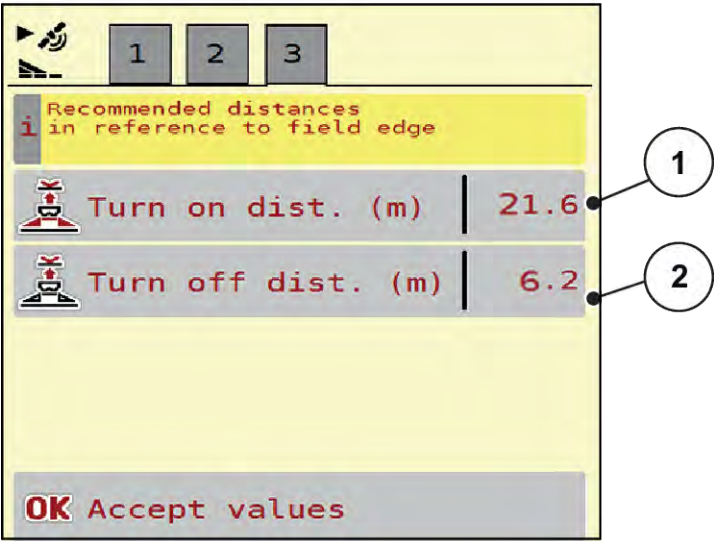 1 2 3
i Recommended distances
in reference to field edge
Turn on dist. (m) 21.6
1
Turn off dist. (m) 6.2
2
OK Accept values